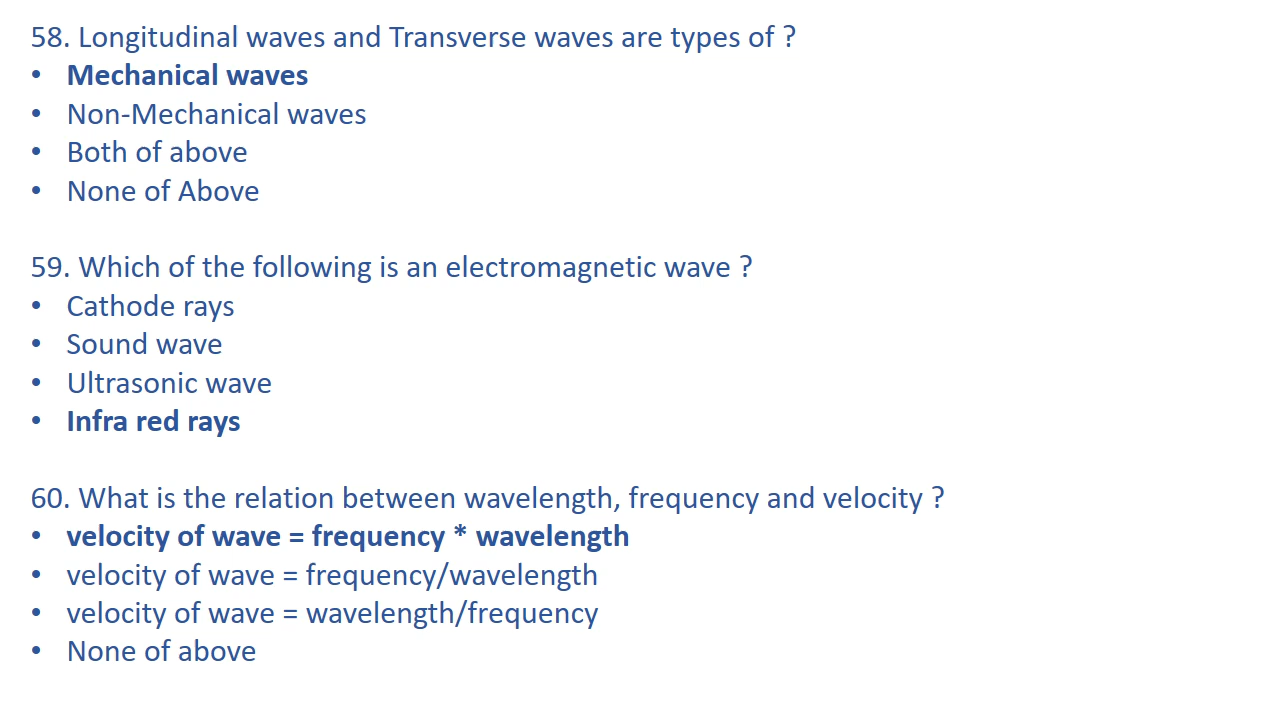 58. Longitudinal waves and Transverse waves are types of ?
• Mechanical waves
• Non-Mechanical waves
• Both of above
• None of Above
59. Which of the following is an electromagnetic wave ?
• Cathode rays
• Sound wave
• Ultrasonic wave
• Infra red rays
60. What is the relation between wavelength, frequency and velocity ?
• velocity of wave = frequency * wavelength
• velocity of wave = frequency/wavelength
• velocity of wave = wavelength/frequency
• None of above